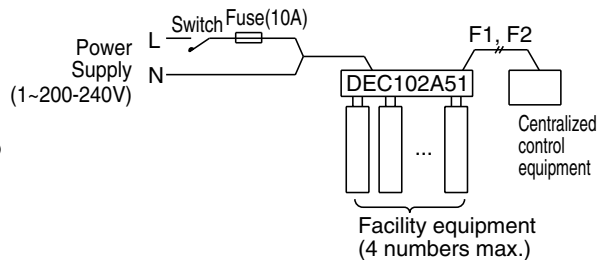 Switch Fuse(10A)
Power
Supply
(1~200-240V)
L
N
F1, F2
DEC102A51
...
Centralized
control
equipment
Facility equipment
(4 numbers max.)